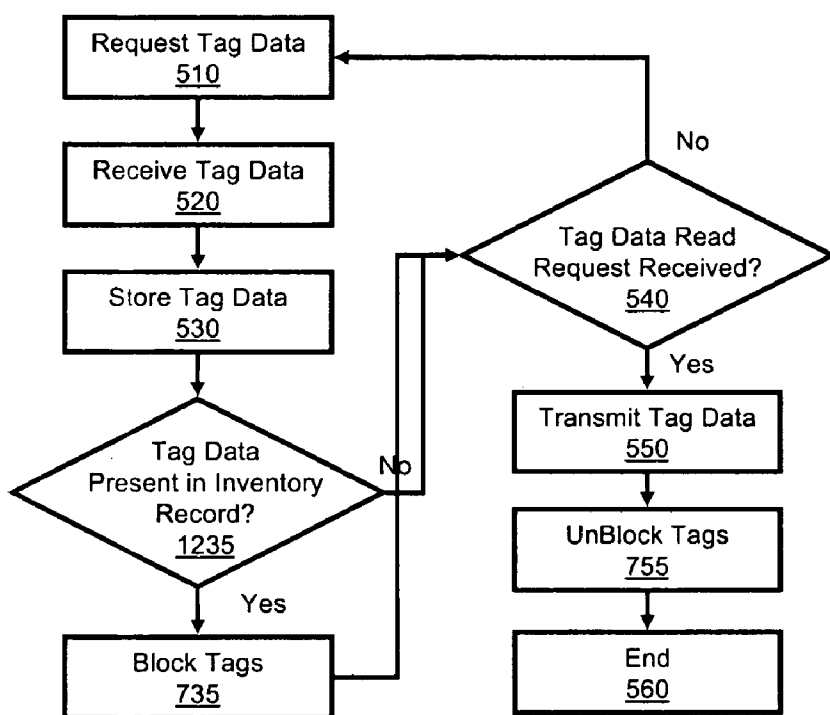 Request Tag Data
510
Receive Tag Data
520
Store Tag Data
530
Tag Data
Present in Inventory
Record?
1235
No
Yes
Block Tags
735
No
Tag Data Read
Request Received?
540
Yes
Transmit Tag Data
550
UnBlock Tags
755
End
560